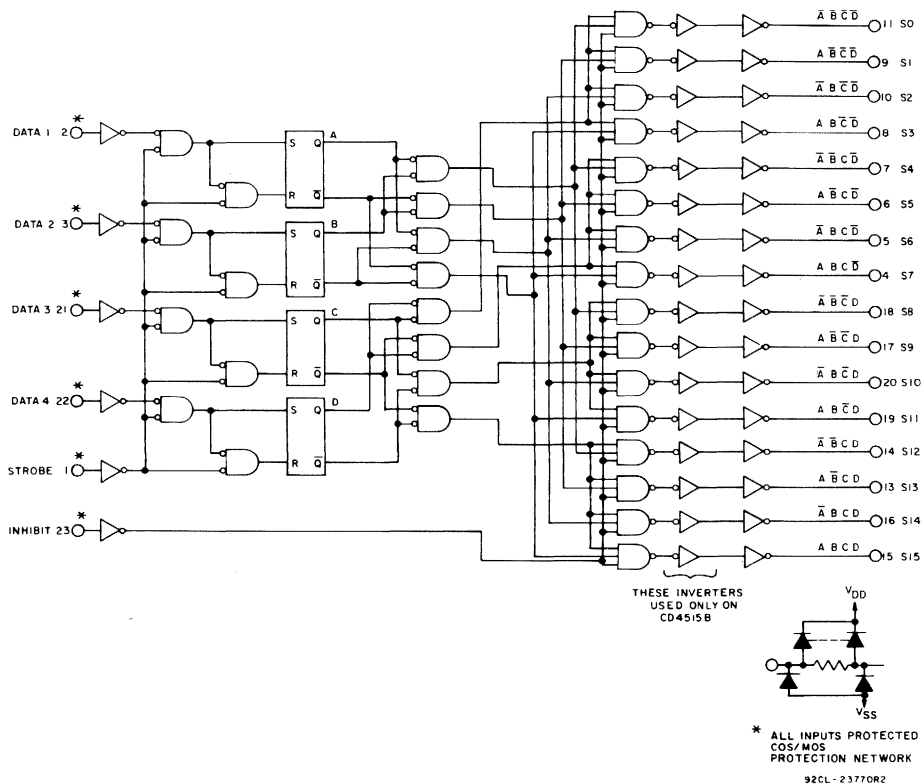 A̅ B̅ C̅ D̅ 11 S0
A B̅ C̅ D̅ 9 S1
A̅ B C̅ D̅ 10 S2
A B C̅ D̅ 8 S3
A̅ B̅ C D̅ 7 S4
A B̅ C D̅ 6 S5
A̅ B C D̅ 5 S6
A B C D̅ 4 S7
A̅ B̅ C̅ D 18 S8
A B̅ C̅ D 17 S9
A̅ B C̅ D 20 S10
A B C̅ D 19 S11
A̅ B̅ C D 14 S12
A B̅ C D 13 S13
A̅ B C D 16 S14
A B C D 15 S15
*
DATA 1 2
*
DATA 2 3
*
DATA 3 21
*
DATA 4 22
*
STROBE 1
*
INHIBIT 23
S Q A
R Q̅
S Q B
R Q̅
S Q C
R Q̅
S Q D
R Q̅
THESE INVERTERS
USED ONLY ON
CD4515B
VDD
VSS
* ALL INPUTS PROTECTED
COS/MOS
PROTECTION NETWORK
92CL-23770R2